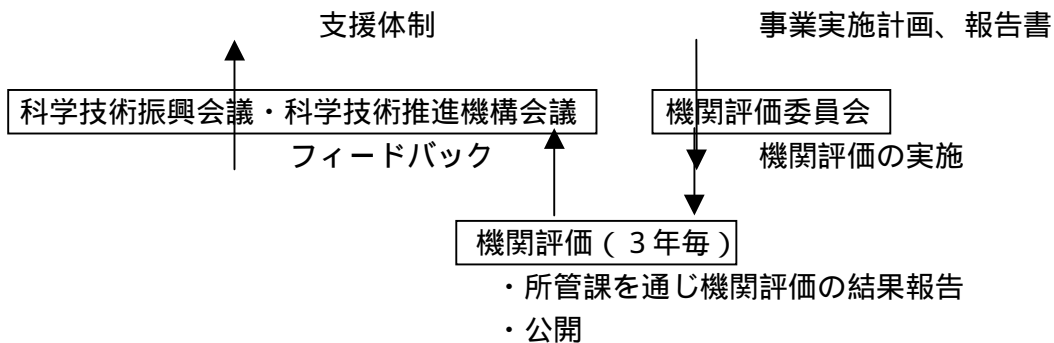 支援体制　事業実施計画、報告書
科学技術振興会議・科学技術推進機構会議　機関評価委員会
フィードバック　機関評価の実施
機関評価（３年毎）
・所管課を通じ機関評価の結果報告
・公開